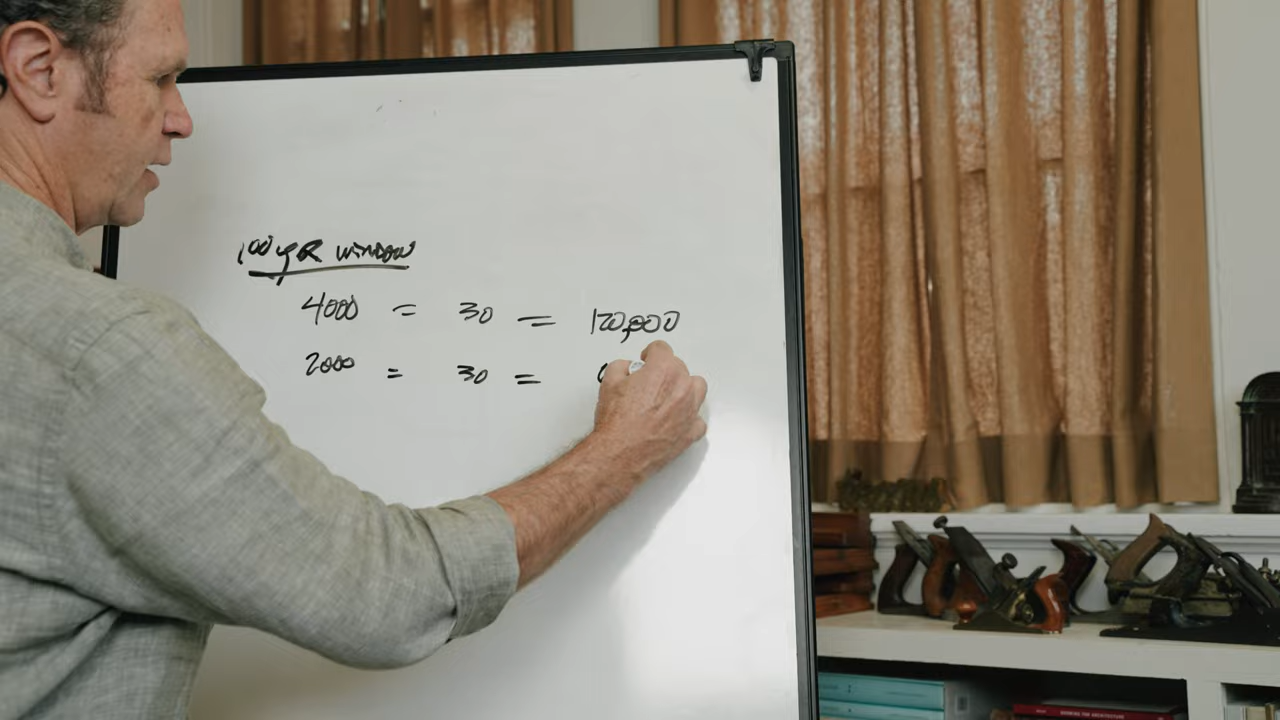 100 YR WINDOW
4000 = 30 = 120,000
2000 = 30 =